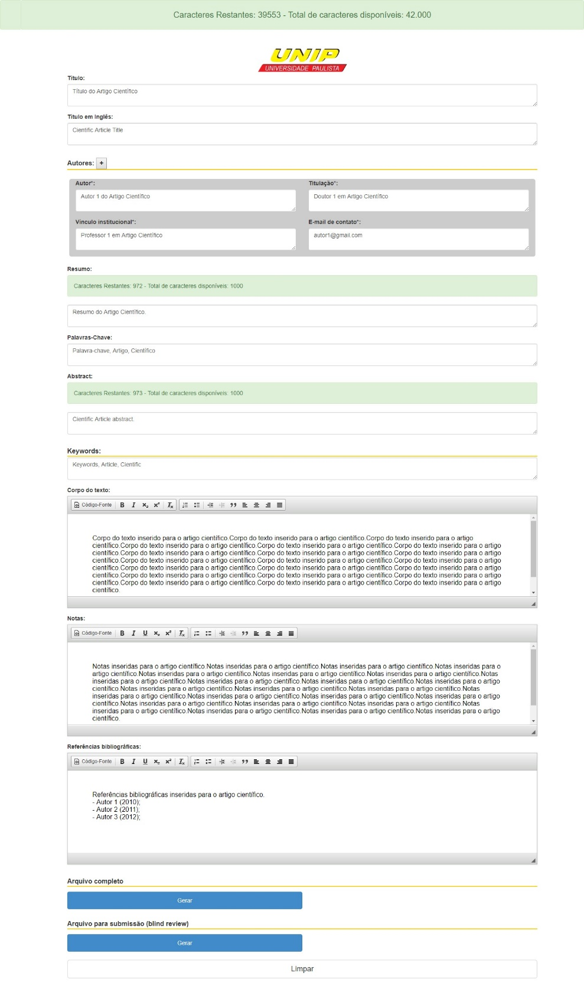 Caracteres Restantes: 39553 - Total de caracteres disponíveis: 42.000
UNIP
UNIVERSIDADE PAULISTA
Título:
Título do Artigo Científico
Título em Inglês:
Cientific Article Title
Autores: +
Autor*:
Titulação*:
Autor 1 do Artigo Científico
Doutor 1 em Artigo Científico
Vínculo institucional*:
E-mail de contato*:
Professor 1 em Artigo Científico
autor1@gmail.com
Resumo:
Caracteres Restantes: 972 - Total de caracteres disponíveis: 1000
Resumo do Artigo Científico.
Palavras-Chave:
Palavra-chave, Artigo, Científico
Abstract:
Caracteres Restantes: 973 - Total de caracteres disponíveis: 1000
Cientific Article abstract.
Keywords:
Keywords, Article, Cientific
Corpo do texto:
Código-Fonte B I x₂ x² Tx
Corpo do texto inserido para o artigo científico.Corpo do texto inserido para o artigo científico.Corpo do texto inserido para o artigo
científico.Corpo do texto inserido para o artigo científico.Corpo do texto inserido para o artigo científico.Corpo do texto inserido para o artigo
científico.Corpo do texto inserido para o artigo científico.Corpo do texto inserido para o artigo científico.Corpo do texto inserido para o artigo
científico.Corpo do texto inserido para o artigo científico.Corpo do texto inserido para o artigo científico.Corpo do texto inserido para o artigo
científico.Corpo do texto inserido para o artigo científico.Corpo do texto inserido para o artigo científico.Corpo do texto inserido para o artigo
científico.Corpo do texto inserido para o artigo científico.Corpo do texto inserido para o artigo científico.Corpo do texto inserido para o artigo
científico.Corpo do texto inserido para o artigo científico.Corpo do texto inserido para o artigo científico.Corpo do texto inserido para o artigo
científico.
Notas:
Código-Fonte B I U x₂ x² Tx
Notas inseridas para o artigo científico.Notas inseridas para o artigo científico.Notas inseridas para o artigo científico.Notas inseridas para o
artigo científico.Notas inseridas para o artigo científico.Notas inseridas para o artigo científico.Notas inseridas para o artigo científico.Notas
inseridas para o artigo científico.Notas inseridas para o artigo científico.Notas inseridas para o artigo científico.Notas inseridas para o artigo
científico.Notas inseridas para o artigo científico.Notas inseridas para o artigo científico.Notas inseridas para o artigo científico.Notas
inseridas para o artigo científico.Notas inseridas para o artigo científico.Notas inseridas para o artigo científico.Notas inseridas para o artigo
científico.Notas inseridas para o artigo científico.Notas inseridas para o artigo científico.Notas inseridas para o artigo científico.Notas
inseridas para o artigo científico.Notas inseridas para o artigo científico.Notas inseridas para o artigo científico.Notas inseridas para o artigo
científico.
Referências bibliográficas:
Código-Fonte B I U x₂ x² Tx
Referências bibliográficas inseridas para o artigo científico.
- Autor 1 (2010);
- Autor 2 (2011);
- Autor 3 (2012);
Arquivo completo
Gerar
Arquivo para submissão (blind review)
Gerar
Limpar